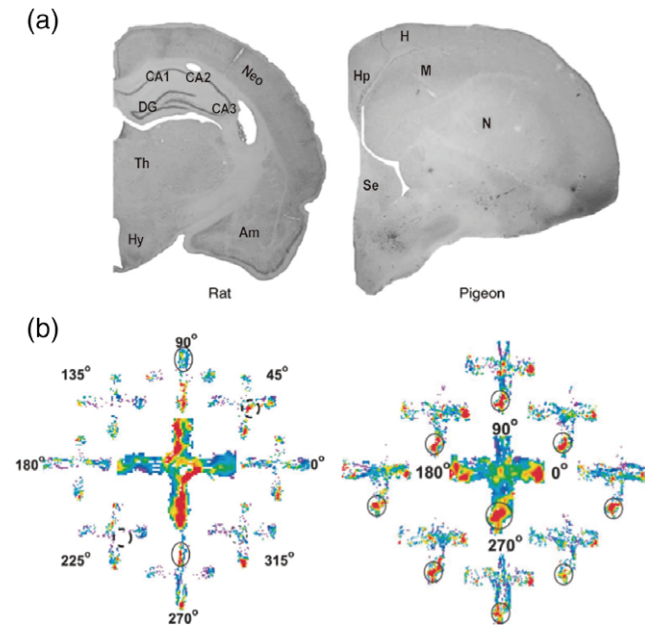 (a)
CA1
CA2
Neo
DG
CA3
Th
Hy
Am
Rat
H
Hp
M
N
Se
Pigeon
(b)
90°
135°
45°
180°
0°
225°
315°
270°
90°
180°
0°
270°